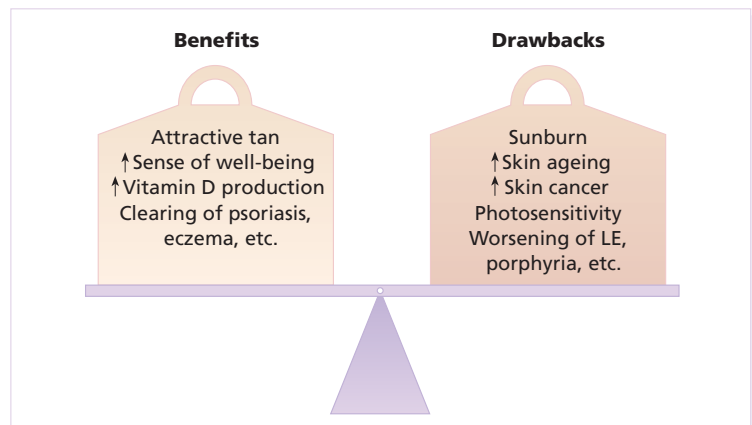 Benefits
Attractive tan
↑Sense of well-being
↑Vitamin D production
Clearing of psoriasis,
eczema, etc.
Drawbacks
Sunburn
↑Skin ageing
↑Skin cancer
Photosensitivity
Worsening of LE,
porphyria, etc.